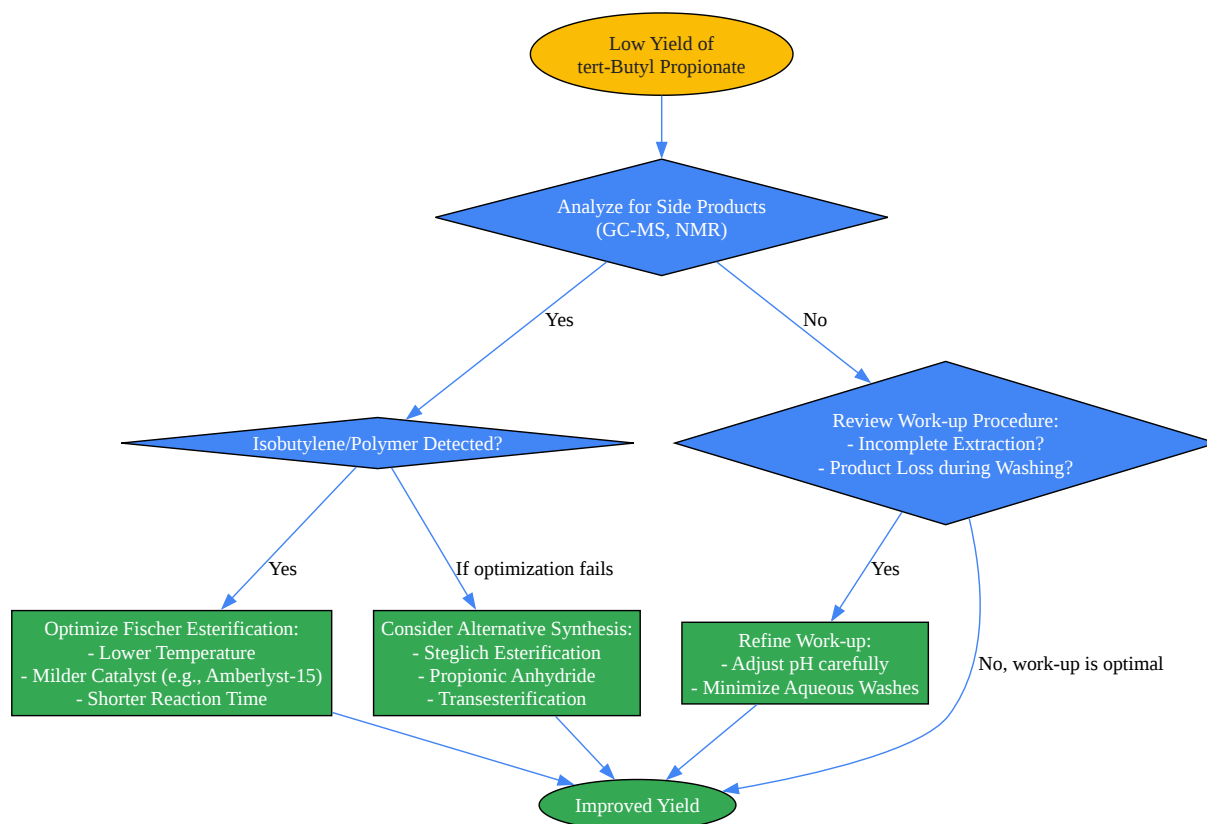 Low Yield of
tert-Butyl Propionate
Analyze for Side Products
(GC-MS, NMR)
Yes
No
Isobutylene/Polymer Detected?
Review Work-up Procedure:
- Incomplete Extraction?
- Product Loss during Washing?
Yes
If optimization fails
Yes
No, work-up is optimal
Optimize Fischer Esterification:
- Lower Temperature
- Milder Catalyst (e.g., Amberlyst-15)
- Shorter Reaction Time
Consider Alternative Synthesis:
- Steglich Esterification
- Propionic Anhydride
- Transesterification
Refine Work-up:
- Adjust pH carefully
- Minimize Aqueous Washes
Improved Yield